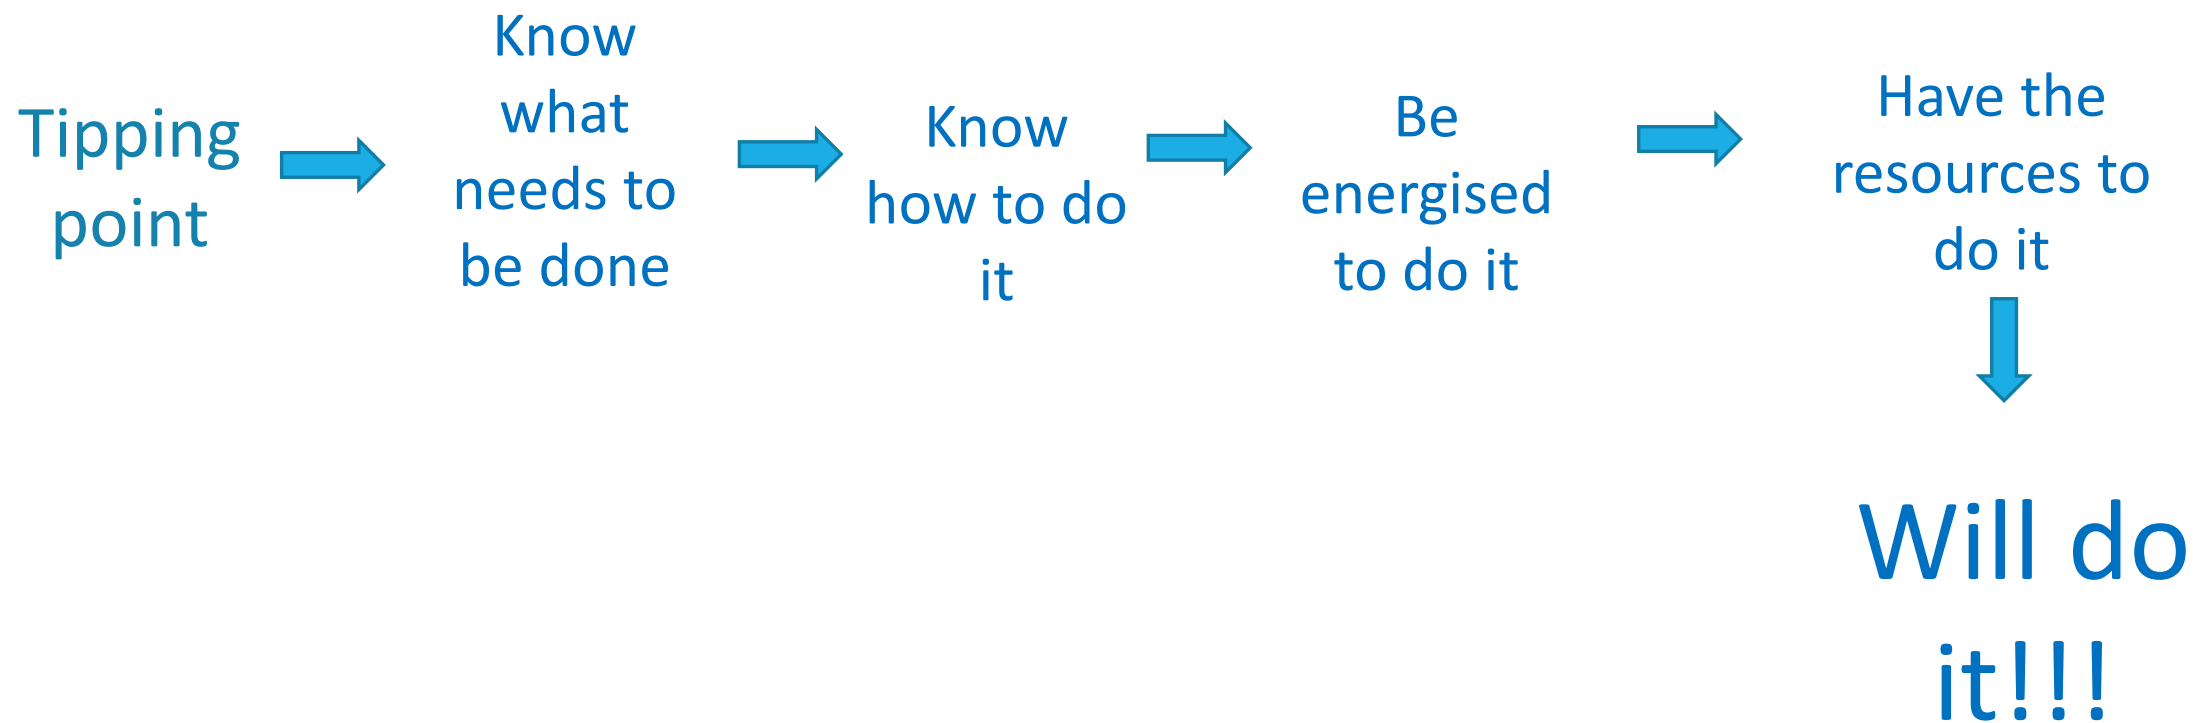 Tipping
point
Know
what
needs to
be done
Know
how to do
it
Be
energised
to do it
Have the
resources to
do it
Will do
it!!!